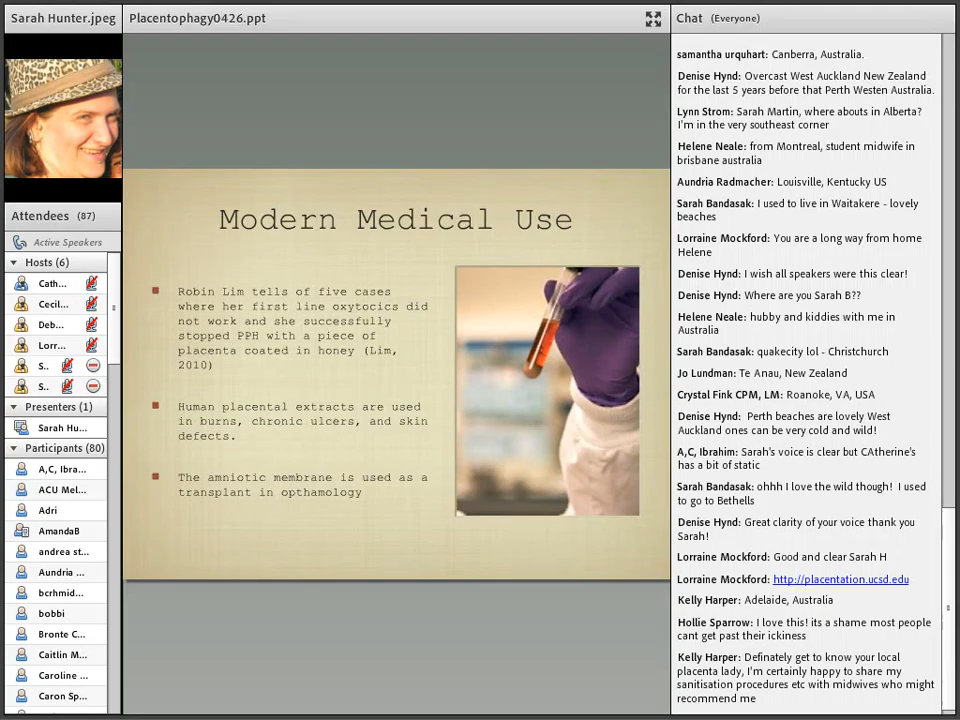 Sarah Hunter.jpeg
Placentophagy0426.ppt
Attendees (87)
Active Speakers
Hosts (6)
Cath...
Cecil...
Deb...
Lorr...
S..
S..
Presenters (1)
Sarah Hu...
Participants (80)
A,C, Ibra...
ACU Mel...
Adri
AmandaB
andrea st...
Aundria ...
bcrhmid...
bobbi
Bronte C...
Caitlin M...
Caroline ...
Caron Sp...
Modern Medical Use
Robin Lim tells of five cases
where her first line oxytocics did
not work and she successfully
stopped PPH with a piece of
placenta coated in honey (Lim,
2010)
Human placental extracts are used
in burns, chronic ulcers, and skin
defects.
The amniotic membrane is used as a
transplant in opthamology
Chat (Everyone)
samantha urquhart: Canberra, Australia.
Denise Hynd: Overcast West Auckland New Zealand
for the last 5 years before that Perth Westen Australia.
Lynn Strom: Sarah Martin, where abouts in Alberta?
I'm in the very southeast corner
Helene Neale: from Montreal, student midwife in
brisbane australia
Aundria Radmacher: Louisville, Kentucky US
Sarah Bandasak: I used to live in Waitakere - lovely
beaches
Lorraine Mockford: You are a long way from home
Helene
Denise Hynd: I wish all speakers were this clear!
Denise Hynd: Where are you Sarah B??
Helene Neale: hubby and kiddies with me in
Australia
Sarah Bandasak: quakecity lol - Christchurch
Jo Lundman: Te Anau, New Zealand
Crystal Fink CPM, LM: Roanoke, VA, USA
Denise Hynd: Perth beaches are lovely West
Auckland ones can be very cold and wild!
A,C, Ibrahim: Sarah's voice is clear but CAtherine's
has a bit of static
Sarah Bandasak: ohhh I love the wild though! I used
to go to Bethells
Denise Hynd: Great clarity of your voice thank you
Sarah!
Lorraine Mockford: Good and clear Sarah H
Lorraine Mockford: http://placentation.ucsd.edu
Kelly Harper: Adelaide, Australia
Hollie Sparrow: I love this! its a shame most people
cant get past their ickiness
Kelly Harper: Definately get to know your local
placenta lady, I'm certainly happy to share my
sanitisation procedures etc with midwives who might
recommend me